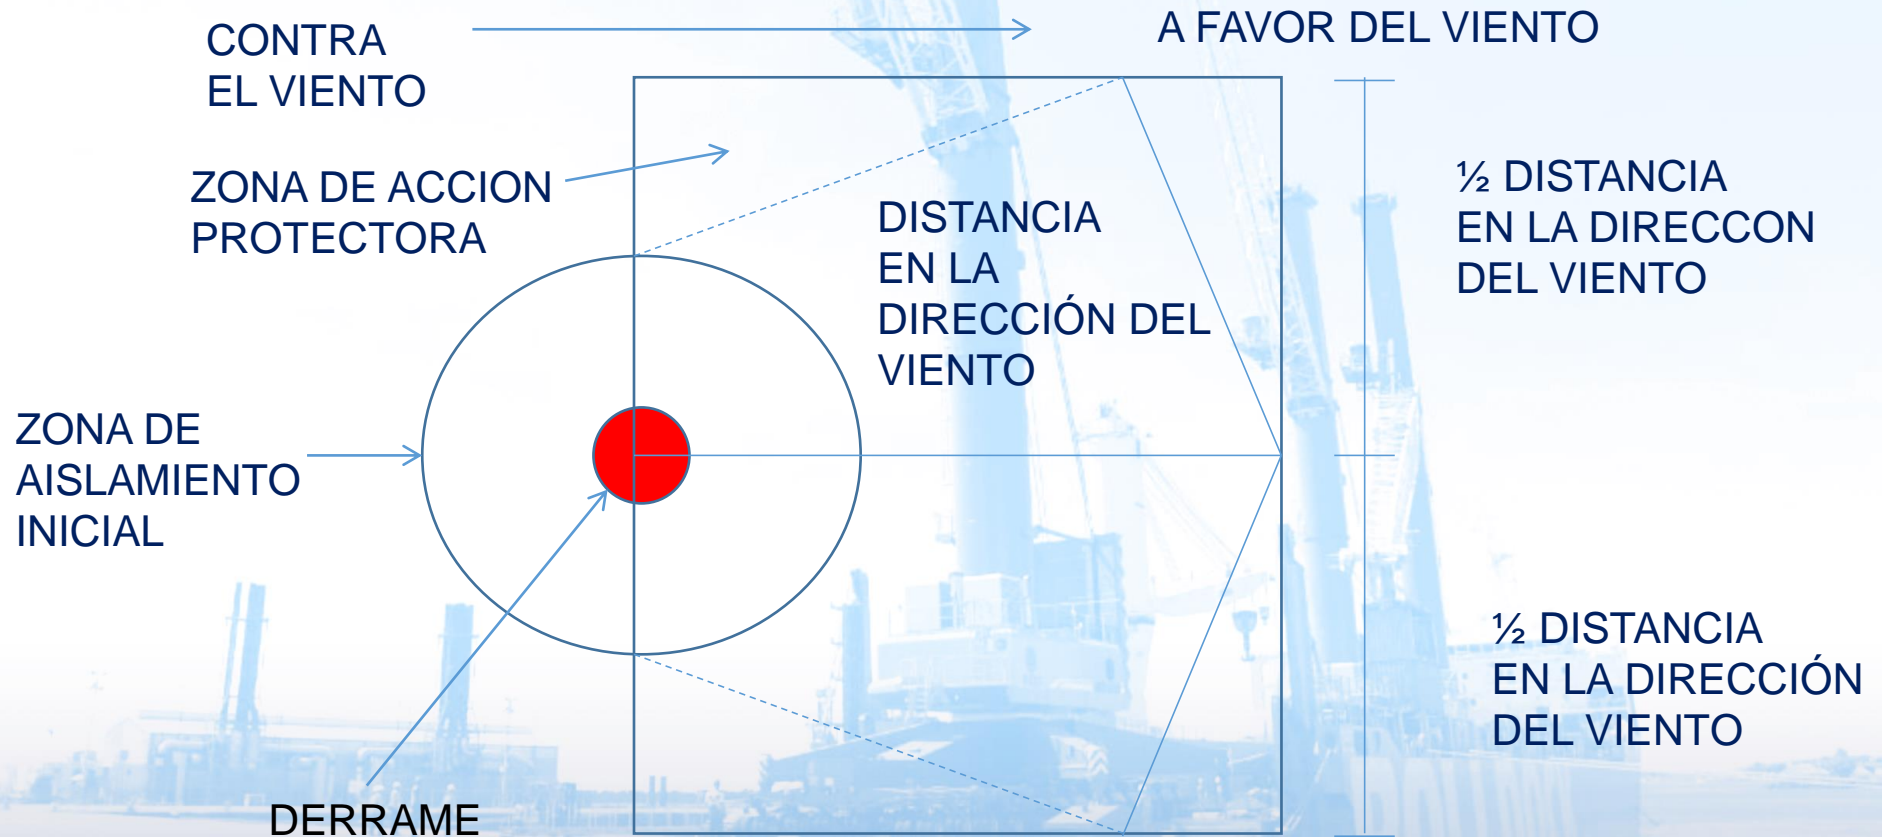 CONTRA
EL VIENTO
A FAVOR DEL VIENTO
ZONA DE ACCION
PROTECTORA
DISTANCIA
EN LA
DIRECCIÓN DEL
VIENTO
½ DISTANCIA
EN LA DIRECCON
DEL VIENTO
ZONA DE
AISLAMIENTO
INICIAL
½ DISTANCIA
EN LA DIRECCIÓN
DEL VIENTO
DERRAME